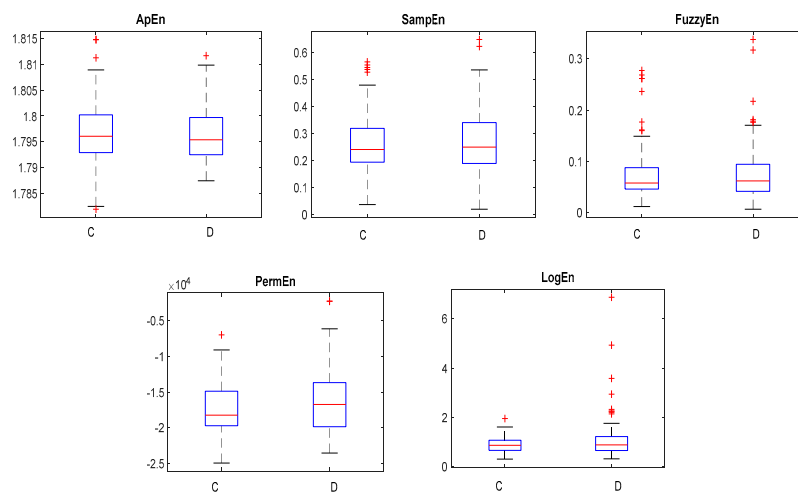 ApEn
1.815
1.81
1.805
1.8
1.795
1.79
1.785
C D
SampEn
0.6
0.5
0.4
0.3
0.2
0.1
0
C D
FuzzyEn
0.3
0.2
0.1
0
C D
×10⁴
PermEn
-0.5
-1
-1.5
-2
-2.5
C D
LogEn
6
4
2
0
C D